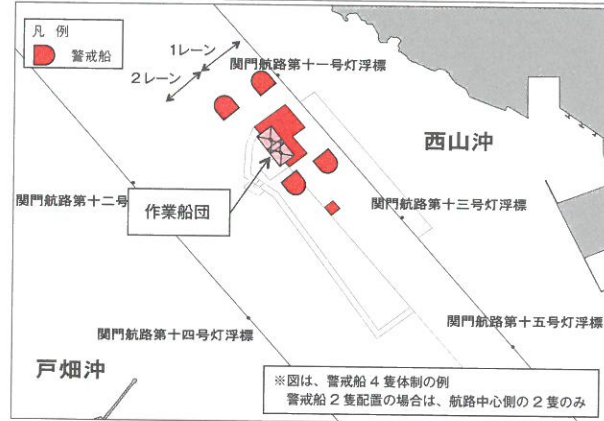 凡 例
警戒船
1レーン
2レーン
関門航路第十一号灯浮標
西山沖
関門航路第十二号
作業船団
関門航路第十三号灯浮標
関門航路第十四号灯浮標
関門航路第十五号灯浮標
戸畑沖
※図は、警戒船4隻体制の例
警戒船2隻配置の場合は、航路中心側の2隻のみ